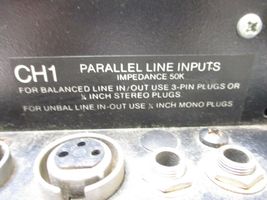 CH1 PARALLEL LINE INPUTS
IMPEDANCE 50K
FOR BALANCED LINE IN/OUT USE 3-PIN PLUGS OR
¼ INCH STEREO PLUGS
FOR UNBAL LINE IN-OUT USE ¼ INCH MONO PLUGS